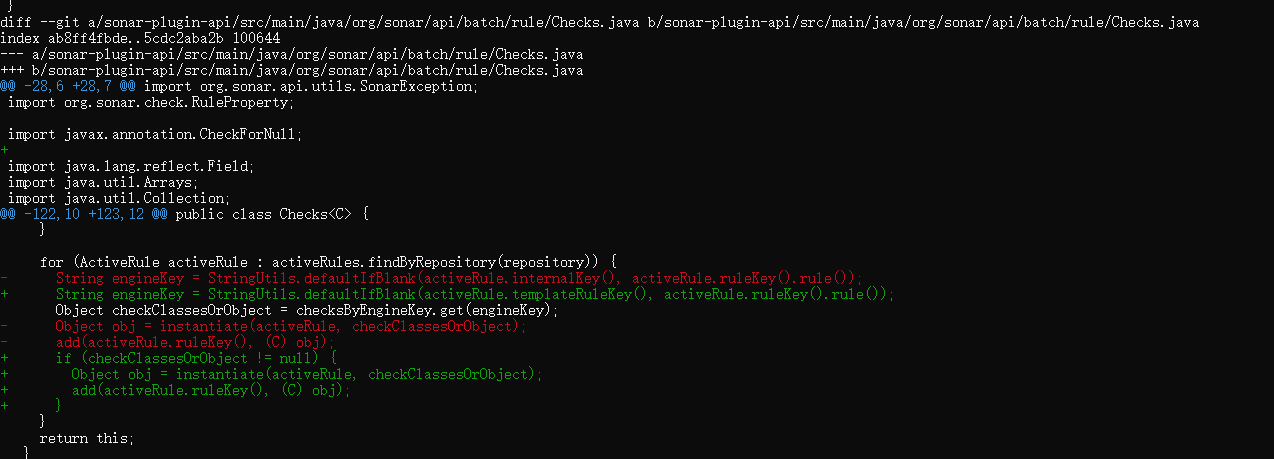 }
diff --git a/sonar-plugin-api/src/main/java/org/sonar/api/batch/rule/Checks.java b/sonar-plugin-api/src/main/java/org/sonar/api/batch/rule/Checks.java
index ab8ff4fbde..5cdc2aba2b 100644
--- a/sonar-plugin-api/src/main/java/org/sonar/api/batch/rule/Checks.java
+++ b/sonar-plugin-api/src/main/java/org/sonar/api/batch/rule/Checks.java
@@ -28,6 +28,7 @@ import org.sonar.api.utils.SonarException;
 import org.sonar.check.RuleProperty;

 import javax.annotation.CheckForNull;
+
 import java.lang.reflect.Field;
 import java.util.Arrays;
 import java.util.Collection;
@@ -122,10 +123,12 @@ public class Checks<C> {
     }

     for (ActiveRule activeRule : activeRules.findByRepository(repository)) {
-      String engineKey = StringUtils.defaultIfBlank(activeRule.internalKey(), activeRule.ruleKey().rule());
+      String engineKey = StringUtils.defaultIfBlank(activeRule.templateRuleKey(), activeRule.ruleKey().rule());
       Object checkClassesOrObject = checksByEngineKey.get(engineKey);
-      Object obj = instantiate(activeRule, checkClassesOrObject);
-      add(activeRule.ruleKey(), (C) obj);
+      if (checkClassesOrObject != null) {
+        Object obj = instantiate(activeRule, checkClassesOrObject);
+        add(activeRule.ruleKey(), (C) obj);
+      }
     }
     return this;
   }